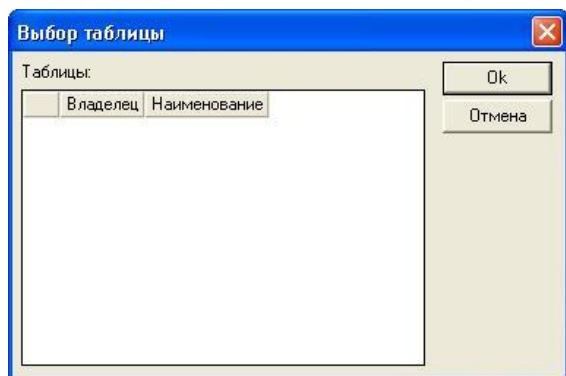 Выбор таблицы
Таблицы:
Ok
Владелец Наименование
Отмена